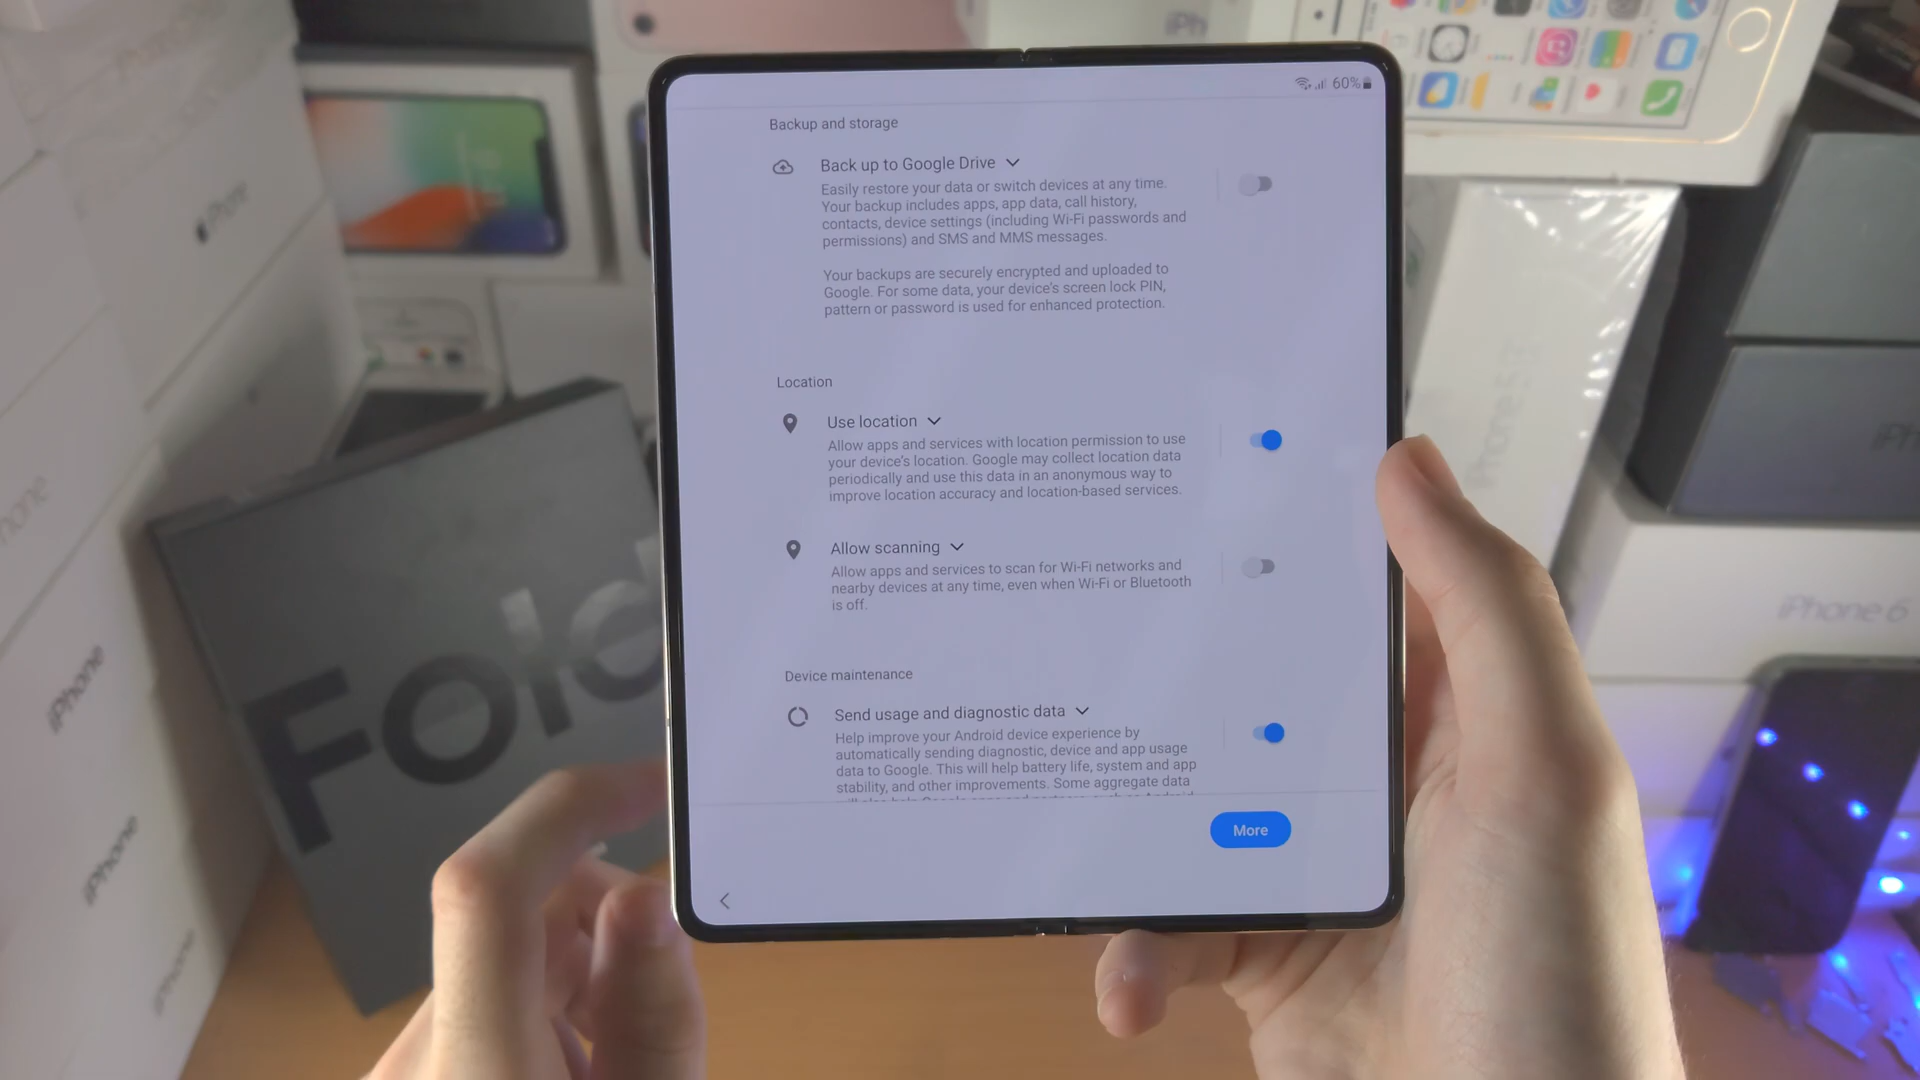 60%
Backup and storage
Back up to Google Drive
Easily restore your data or switch devices at any time.
Your backup includes apps, app data, call history,
contacts, device settings (including Wi-Fi passwords and
permissions) and SMS and MMS messages.
Your backups are securely encrypted and uploaded to
Google. For some data, your device's screen lock PIN,
pattern or password is used for enhanced protection.
Location
Use location
Allow apps and services with location permission to use
your device's location. Google may collect location data
periodically and use this data in an anonymous way to
improve location accuracy and location-based services.
Allow scanning
Allow apps and services to scan for Wi-Fi networks and
nearby devices at any time, even when Wi-Fi or Bluetooth
is off.
Device maintenance
Send usage and diagnostic data
Help improve your Android device experience by
automatically sending diagnostic, device and app usage
data to Google. This will help battery life, system and app
stability, and other improvements. Some aggregate data
More
Fold
iPhone
iPhone
iPhone
iPhone
iPhone 6
iPh
iPh